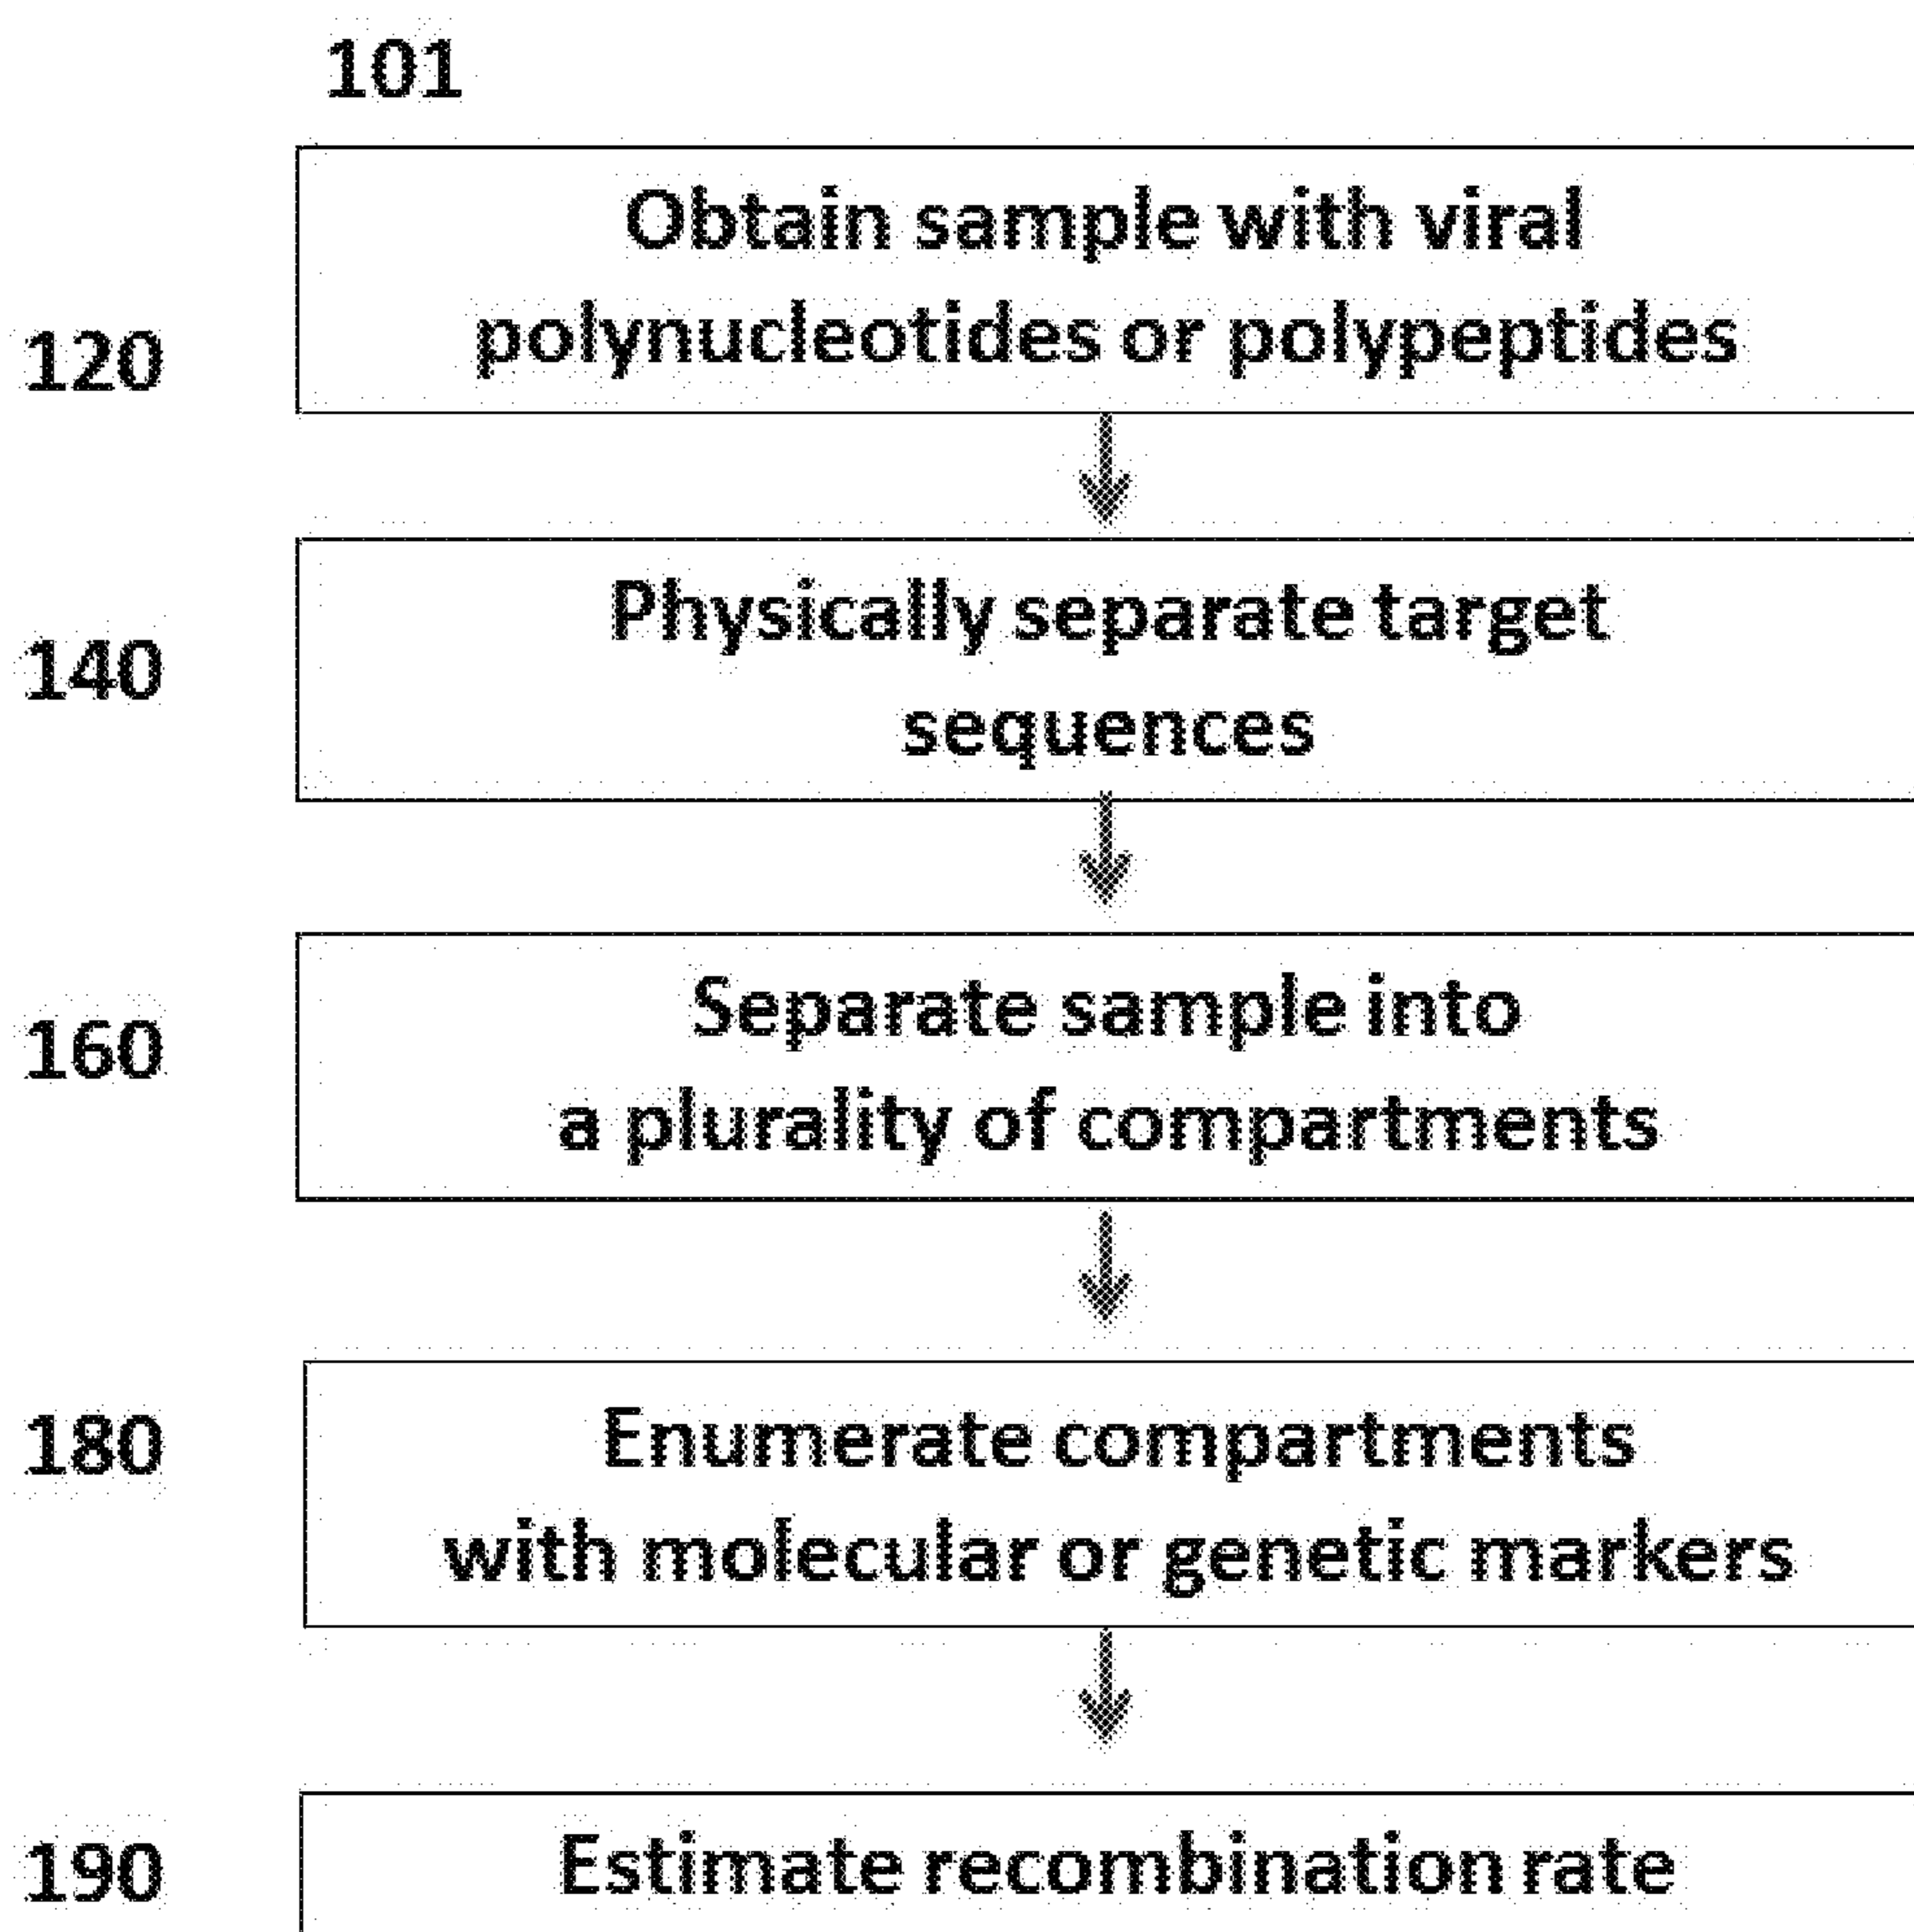 101
Obtain sample with viral
120
polynucleotides or polypeptides
140
Physically separate target
sequences
160
Separate sample into
a plurality of compartments
180
Enumerate compartments
with molecular or genetic markers
190
Estimate recombination rate